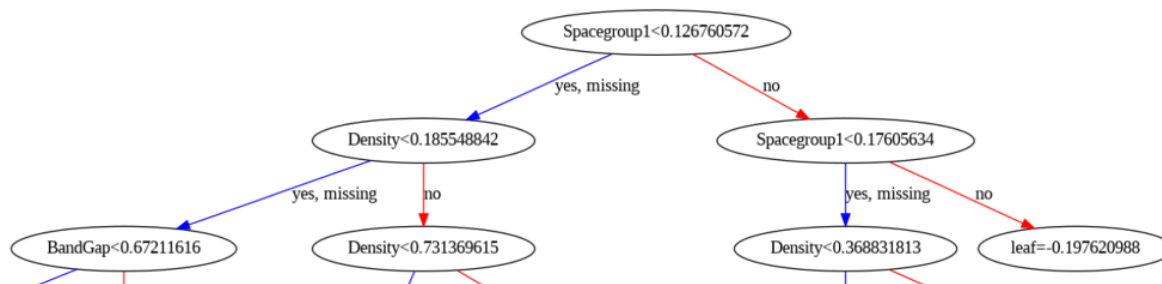 Spacegroup1<0.126760572
yes, missing
no
Density<0.185548842
Spacegroup1<0.17605634
yes, missing
no
yes, missing
no
BandGap<0.67211616
Density<0.731369615
Density<0.368831813
leaf=-0.197620988